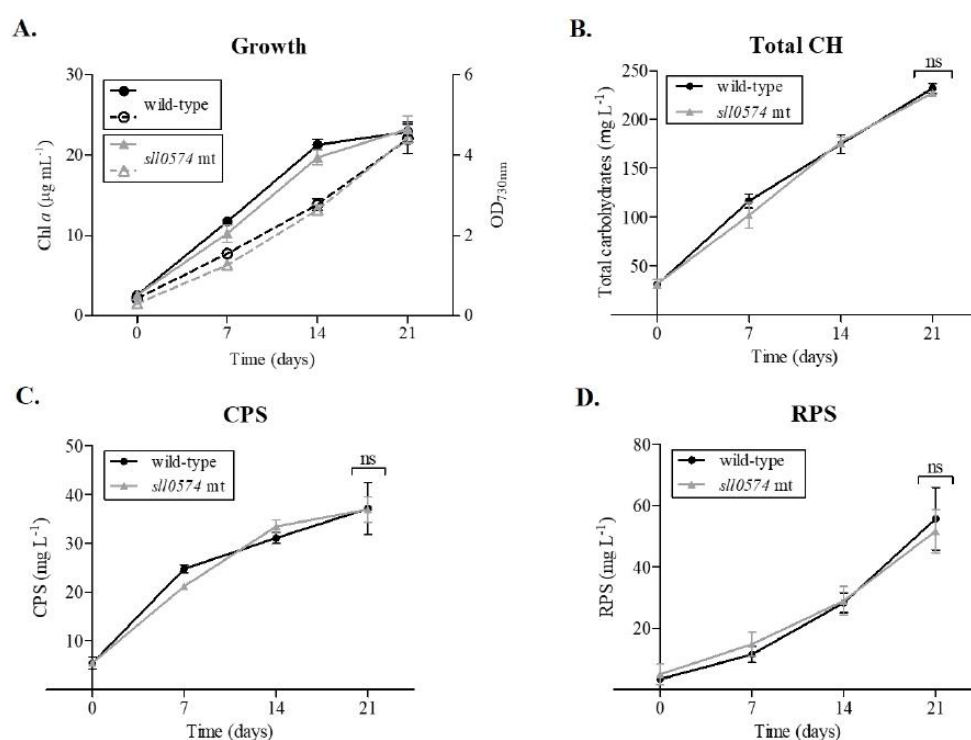 A.
Growth
Chl a (μg mL⁻¹)
30
20
10
0
wild-type
sll0574 mt
6
4
2
0
OD730nm
0 7 14 21
Time (days)
B.
Total CH
Total carbohydrates (mg L⁻¹)
250
200
150
100
50
wild-type
sll0574 mt
ns
0 7 14 21
Time (days)
C.
CPS
CPS (mg L⁻¹)
50
40
30
20
10
wild-type
sll0574 mt
ns
0 7 14 21
Time (days)
D.
RPS
RPS (mg L⁻¹)
80
60
40
20
wild-type
sll0574 mt
ns
0 7 14 21
Time (days)